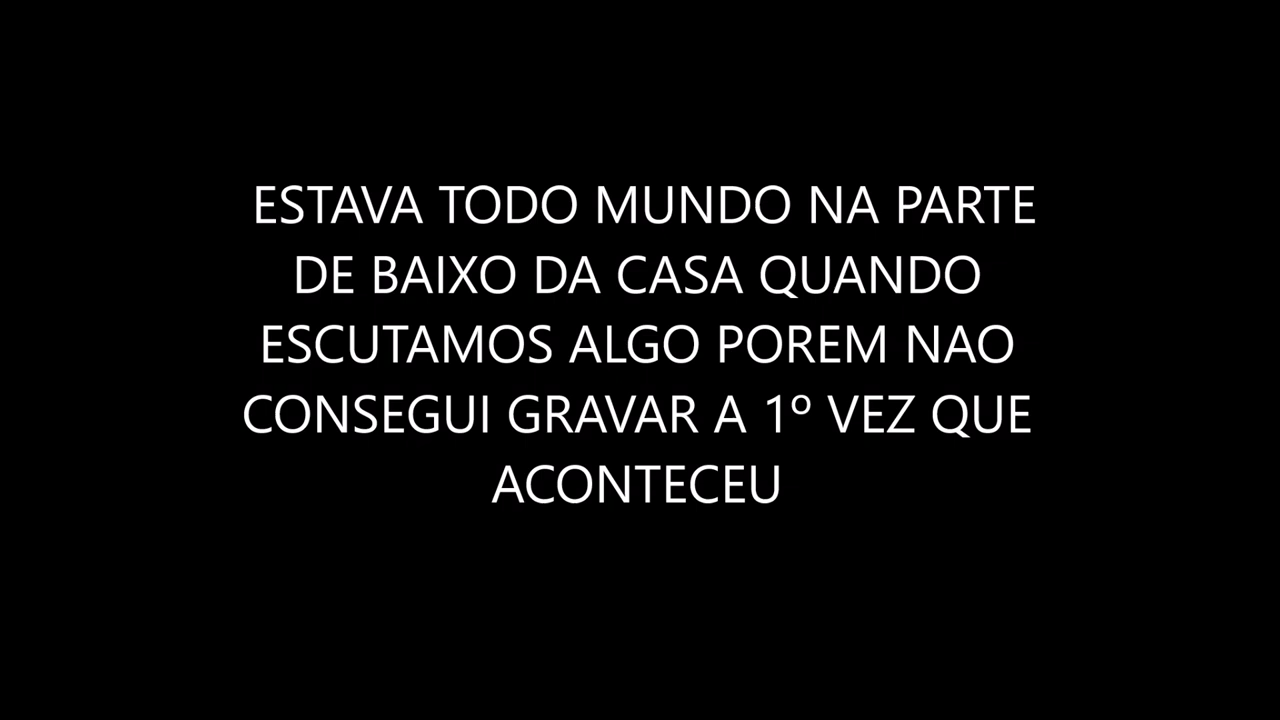 ESTAVA TODO MUNDO NA PARTE
DE BAIXO DA CASA QUANDO
ESCUTAMOS ALGO POREM NAO
CONSEGUI GRAVAR A 1º VEZ QUE
ACONTECEU